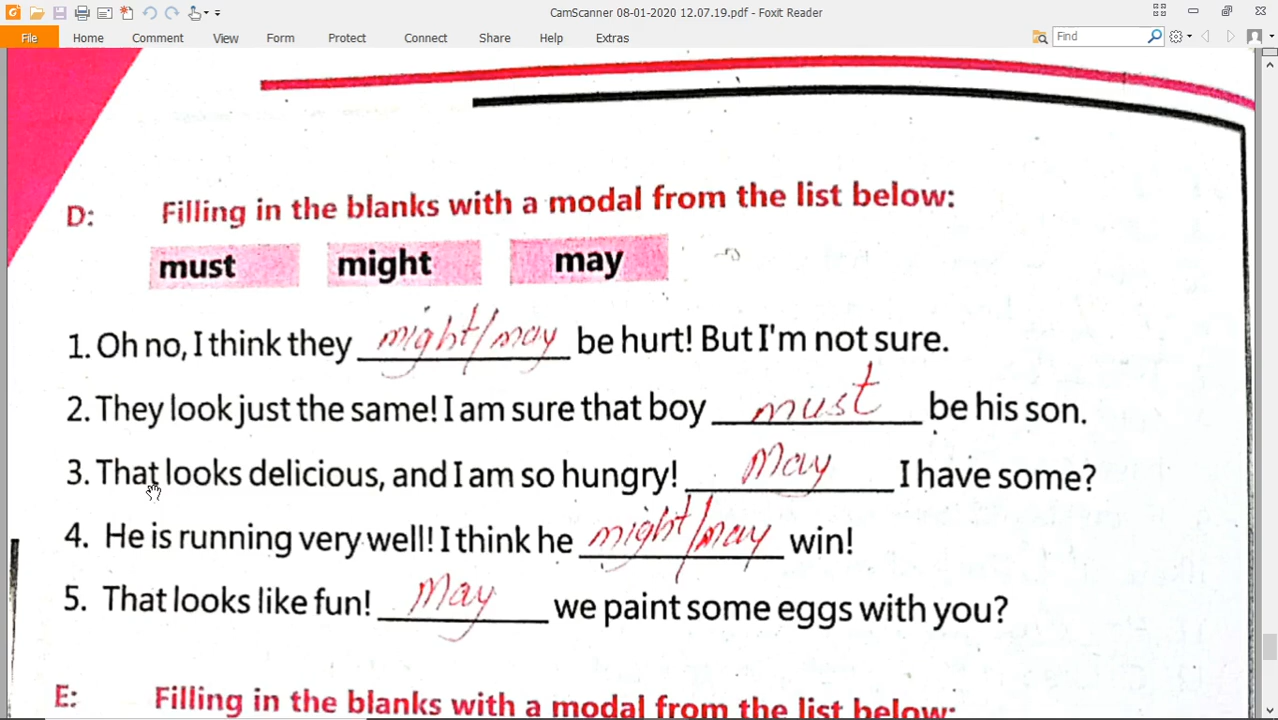 CamScanner 08-01-2020 12.07.19.pdf - Foxit Reader
File Home Comment View Form Protect Connect Share Help Extras Find
D: Filling in the blanks with a modal from the list below:
must might may
1. Oh no, I think they might/may be hurt! But I'm not sure.
2. They look just the same! I am sure that boy must be his son.
3. That looks delicious, and I am so hungry! May I have some?
4. He is running very well! I think he might/may win!
5. That looks like fun! May we paint some eggs with you?
E: Filling in the blanks with a modal from the list below: